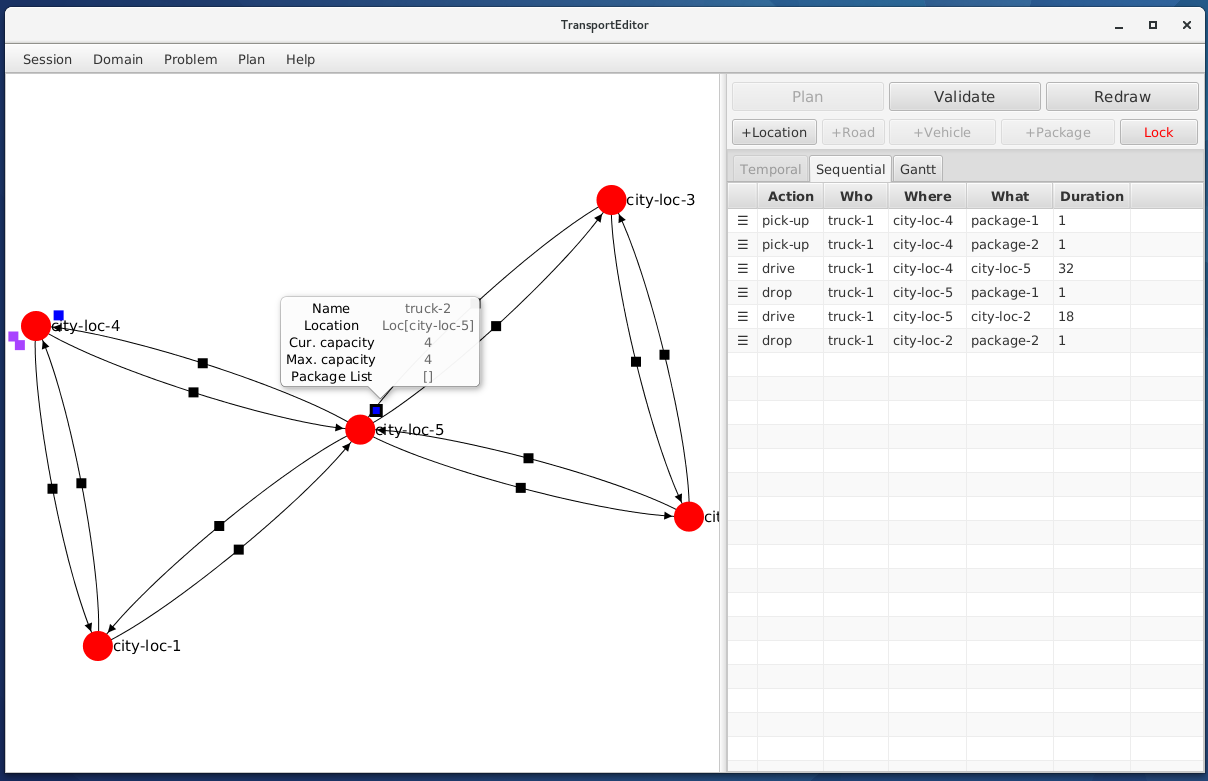 TransportEditor
Session Domain Problem Plan Help
Plan Validate Redraw
+Location +Road +Vehicle +Package Lock
Temporal Sequential Gantt
Action Who Where What Duration
pick-up truck-1 city-loc-4 package-1 1
pick-up truck-1 city-loc-4 package-2 1
drive truck-1 city-loc-4 city-loc-5 32
drop truck-1 city-loc-5 package-1 1
drive truck-1 city-loc-5 city-loc-2 18
drop truck-1 city-loc-2 package-2 1
city-loc-3
Name truck-2
Location Loc[city-loc-5]
Cur. capacity 4
Max. capacity 4
Package List []
city-loc-4
city-loc-5
cit
city-loc-1